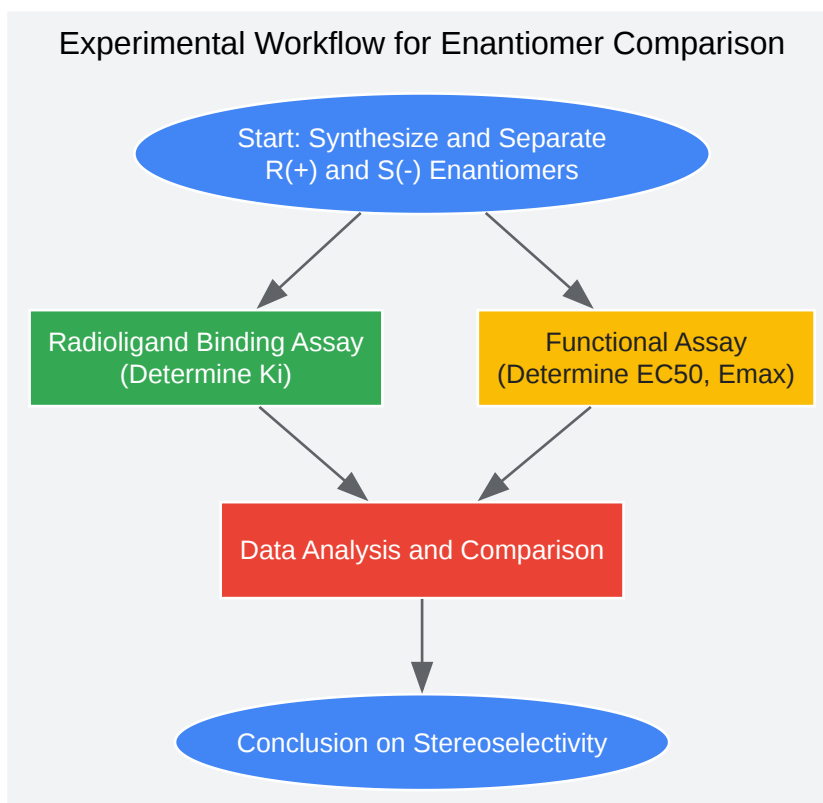 Experimental Workflow for Enantiomer Comparison
Start: Synthesize and Separate
R(+) and S(-) Enantiomers
Radioligand Binding Assay
(Determine Ki)
Functional Assay
(Determine EC50, Emax)
Data Analysis and Comparison
Conclusion on Stereoselectivity